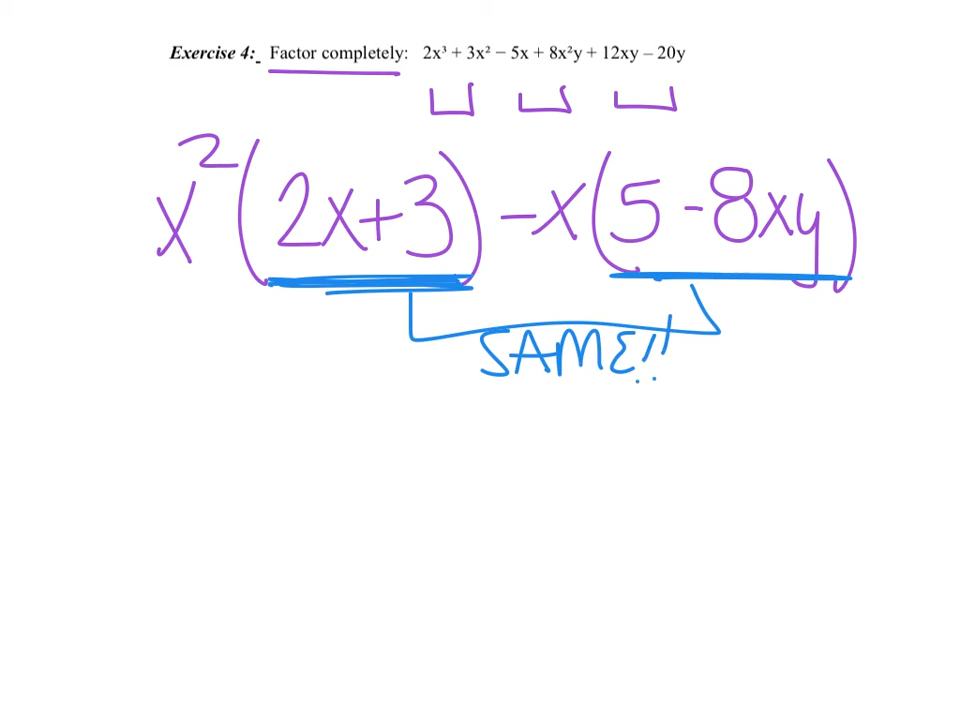 Exercise 4: Factor completely: 2x³ + 3x² − 5x + 8x²y + 12xy – 20y
x²(2x+3) -x(5-8xy)
SAME!!